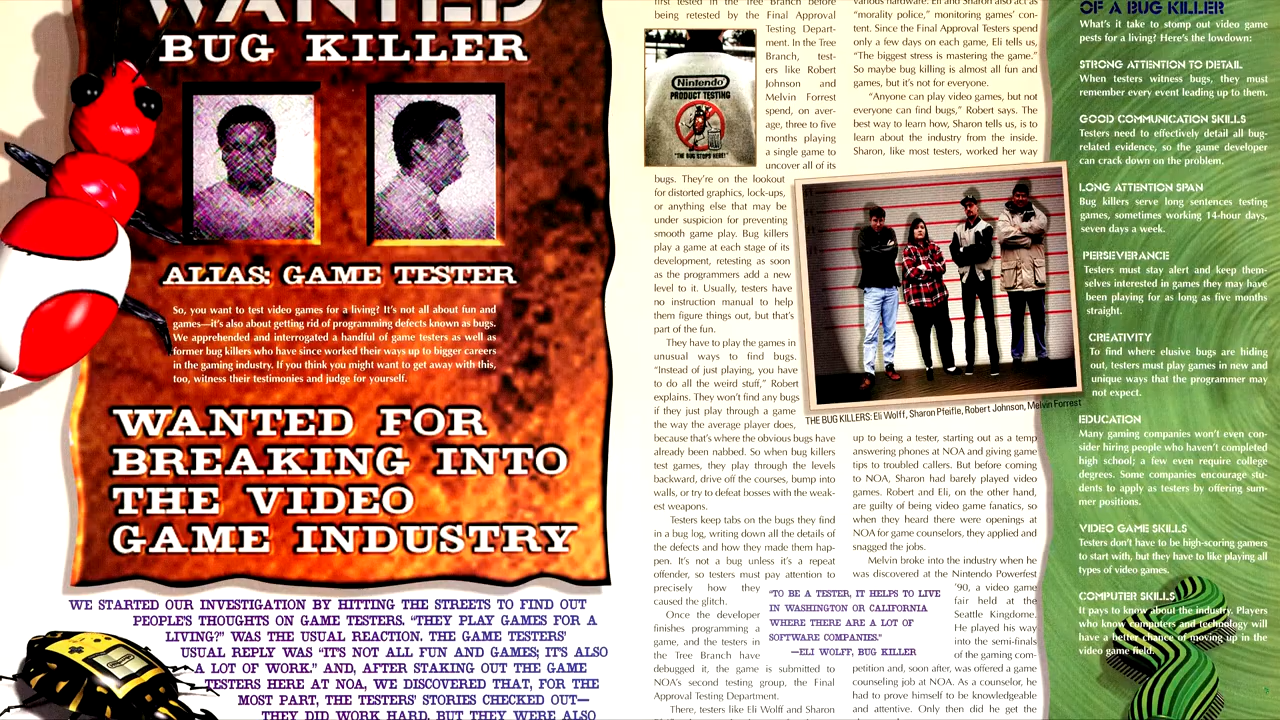 WANTED
BUG KILLER
ALIAS: GAME TESTER
So, you want to test video games for a living? It's not all about fun and
games—it's also about getting rid of programming defects known as bugs.
We apprehended and interrogated a handful of game testers as well as
former bug killers who have since worked their ways up to bigger careers
in the gaming industry. If you think you might want to get away with this,
too, witness their testimonies and judge for yourself.
WANTED FOR
BREAKING INTO
THE VIDEO
GAME INDUSTRY
WE STARTED OUR INVESTIGATION BY HITTING THE STREETS TO FIND OUT
PEOPLE'S THOUGHTS ON GAME TESTERS. "THEY PLAY GAMES FOR A
LIVING?" WAS THE USUAL REACTION. THE GAME TESTERS'
USUAL REPLY WAS "IT'S NOT ALL FUN AND GAMES; IT'S ALSO
A LOT OF WORK." AND, AFTER STAKING OUT THE GAME
TESTERS HERE AT NOA, WE DISCOVERED THAT, FOR THE
MOST PART, THE TESTERS' STORIES CHECKED OUT—
THEY DID WORK HARD, BUT THEY WERE ALSO
first tested in the Tree Branch before
being retested by the Final Approval
Testing Depart-
ment. In the Tree
Branch, test-
ers like Robert
Johnson and
Melvin Forrest
spend, on aver-
age, three to five
months playing
a single game to
uncover all of its
Nintendo
PRODUCT TESTING
"THE BUG STOPS HERE!"
bugs. They're on the lookout
for distorted graphics, lock-ups,
or anything else that may be
under suspicion for preventing
smooth game play. Bug killers
play a game at each stage of its
development, retesting as soon
as the programmers add a new
level to it. Usually, testers have
no instruction manual to help
them figure things out, but that's
part of the fun.
They have to play the games in
unusual ways to find bugs.
"Instead of just playing, you have
to do all the weird stuff," Robert
explains. They won't find any bugs
if they just play through a game
the way the average player does,
because that's where the obvious bugs have
already been nabbed. So when bug killers
test games, they play through the levels
backward, drive off the courses, bump into
walls, or try to defeat bosses with the weak-
est weapons.
Testers keep tabs on the bugs they find
in a bug log, writing down all the details of
the defects and how they made them hap-
pen. It's not a bug unless it's a repeat
offender, so testers must pay attention to
precisely how they
caused the glitch.
Once the developer
finishes programming a
game, and the testers in
the Tree Branch have
debugged it, the game is submitted to
NOA's second testing group, the Final
Approval Testing Department.
There, testers like Eli Wolff and Sharon
various hardware. Eli and Sharon also act as
"morality police," monitoring games' con-
tent. Since the Final Approval Testers spend
only a few days on each game, Eli tells us,
"The biggest stress is mastering the game."
So maybe bug killing is almost all fun and
games, but it's not for everyone.
"Anyone can play video games, but not
everyone can find bugs," Robert says. The
best way to learn how, Sharon tells us, is to
learn about the industry from the inside.
Sharon, like most testers, worked her way
THE BUG KILLERS: Eli Wolff, Sharon Pfeifle, Robert Johnson, Melvin Forrest
up to being a tester, starting out as a temp
answering phones at NOA and giving game
tips to troubled callers. But before coming
to NOA, Sharon had barely played video
games. Robert and Eli, on the other hand,
are guilty of being video game fanatics, so
when they heard there were openings at
NOA for game counselors, they applied and
snagged the jobs.
Melvin broke into the industry when he
was discovered at the Nintendo Powerfest
'90, a video game
fair held at the
Seattle Kingdome.
He played his way
into the semi-finals
of the gaming com-
petition and, soon after, was offered a game
counseling job at NOA. As a counselor, he
had to prove himself to be knowledgeable
and attentive. Only then did he get the
"TO BE A TESTER, IT HELPS TO LIVE
IN WASHINGTON OR CALIFORNIA
WHERE THERE ARE A LOT OF
SOFTWARE COMPANIES."
—ELI WOLFF, BUG KILLER
OF A BUG KILLER
What's it take to stomp out video game
pests for a living? Here's the lowdown:
STRONG ATTENTION TO DETAIL
When testers witness bugs, they must
remember every event leading up to them.
GOOD COMMUNICATION SKILLS
Testers need to effectively detail all bug-
related evidence, so the game developer
can crack down on the problem.
LONG ATTENTION SPAN
Bug killers serve long sentences testing
games, sometimes working 14-hour days,
seven days a week.
PERSEVERANCE
Testers must stay alert and keep them-
selves interested in games they may have
been playing for as long as five months
straight.
CREATIVITY
To find where elusive bugs are hiding
out, testers must play games in new and
unique ways that the programmer may
not expect.
EDUCATION
Many gaming companies won't even con-
sider hiring people who haven't completed
high school; a few even require college
degrees. Some companies encourage stu-
dents to apply as testers by offering sum-
mer positions.
VIDEO GAME SKILLS
Testers don't have to be high-scoring gamers
to start with, but they have to like playing all
types of video games.
COMPUTER SKILLS
It pays to know about the industry. Players
who know computers and technology will
have a better chance of moving up in the
video game field.